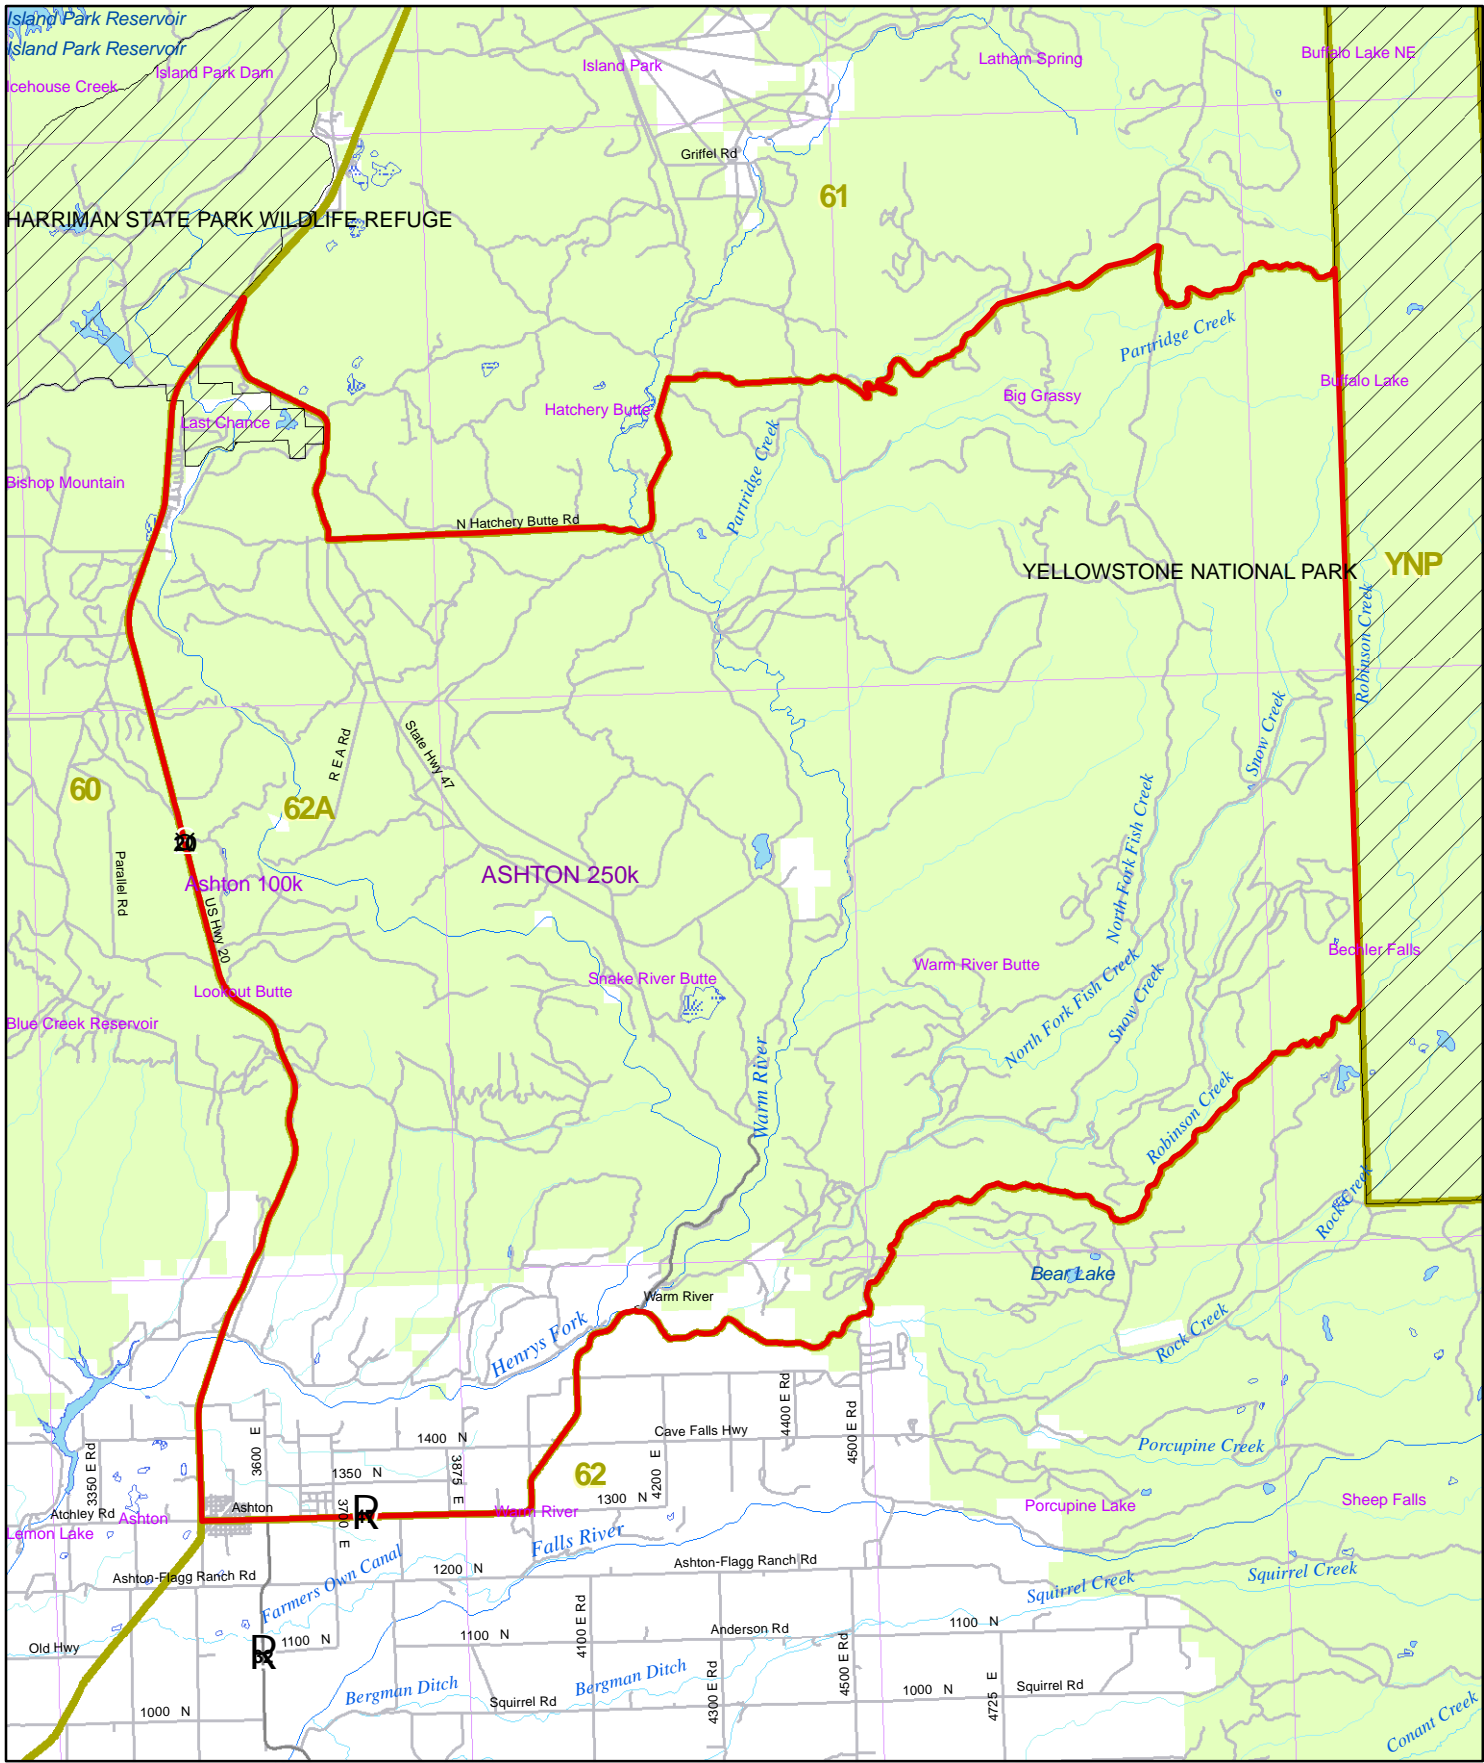 Island Park Reservoir
Island Park Reservoir
Icehouse Creek
Island Park Dam
Island Park
Latham Spring
Buffalo Lake NE
Griffel Rd
61
HARRIMAN STATE PARK WILDLIFE REFUGE
Partridge Creek
Buffalo Lake
Big Grassy
Hatchery Butte
Last Chance
Partridge Creek
Bishop Mountain
N Hatchery Butte Rd
YELLOWSTONE NATIONAL PARK
YNP
Robinson Creek
Snow Creek
State Hwy 47
R E A Rd
60
62A
North Fork Fish Creek
20
Parallel Rd
Ashton 100k
ASHTON 250k
US Hwy 20
Bechler Falls
Warm River Butte
Snake River Butte
Lookout Butte
North Fork Fish Creek
Snow Creek
Blue Creek Reservoir
Warm River
Robinson Creek
Rock Creek
Bear Lake
Warm River
Henrys Fork
Rock Creek
4400 E Rd
4500 E Rd
Cave Falls Hwy
1400 N
3600 E
Porcupine Creek
3350 E Rd
1350 N
3875 E
62
4200 E
1300 N
Ashton
3700 E
R
Warm River
Porcupine Lake
Sheep Falls
Atchley Rd
Ashton
Lemon Lake
Falls River
Ashton-Flagg Ranch Rd
1200 N
Ashton-Flagg Ranch Rd
Farmers Own Canal
Squirrel Creek
Squirrel Creek
4100 E Rd
1100 N
Anderson Rd
1100 N
1100 N
Old Hwy
R
4500 E Rd
4300 E Rd
Bergman Ditch
Bergman Ditch
4725 E
Squirrel Rd
1000 N
Squirrel Rd
1000 N
Conant Creek